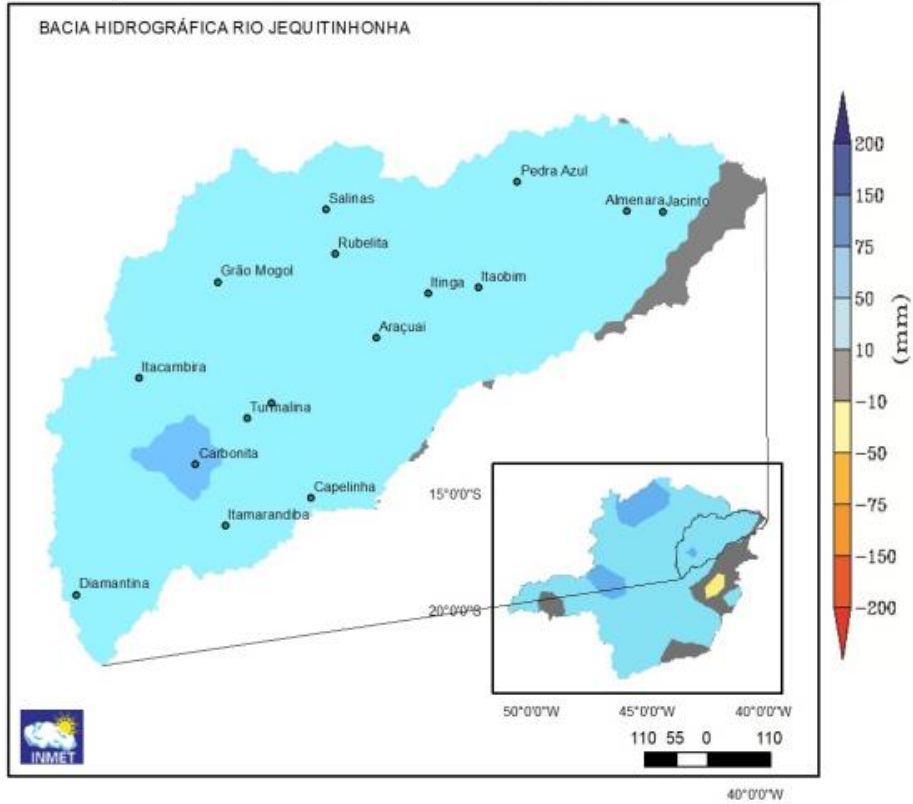 BACIA HIDROGRÁFICA RIO JEQUITINHONHA
Pedra Azul
Salinas
Almenara
Jacinto
Rubelita
Grão Mogol
Itinga
Itaobim
Araçuai
Itacambira
Turmalina
Carbonita
Capelinha
Itamarandiba
Diamantina
15°0'0"S
20°0'0"S
50°0'0"W
45°0'0"W
40°0'0"W
110 55 0 110
40°0'0"W
INMET
200
150
75
50
10
-10
-50
-75
-150
-200
(mm)